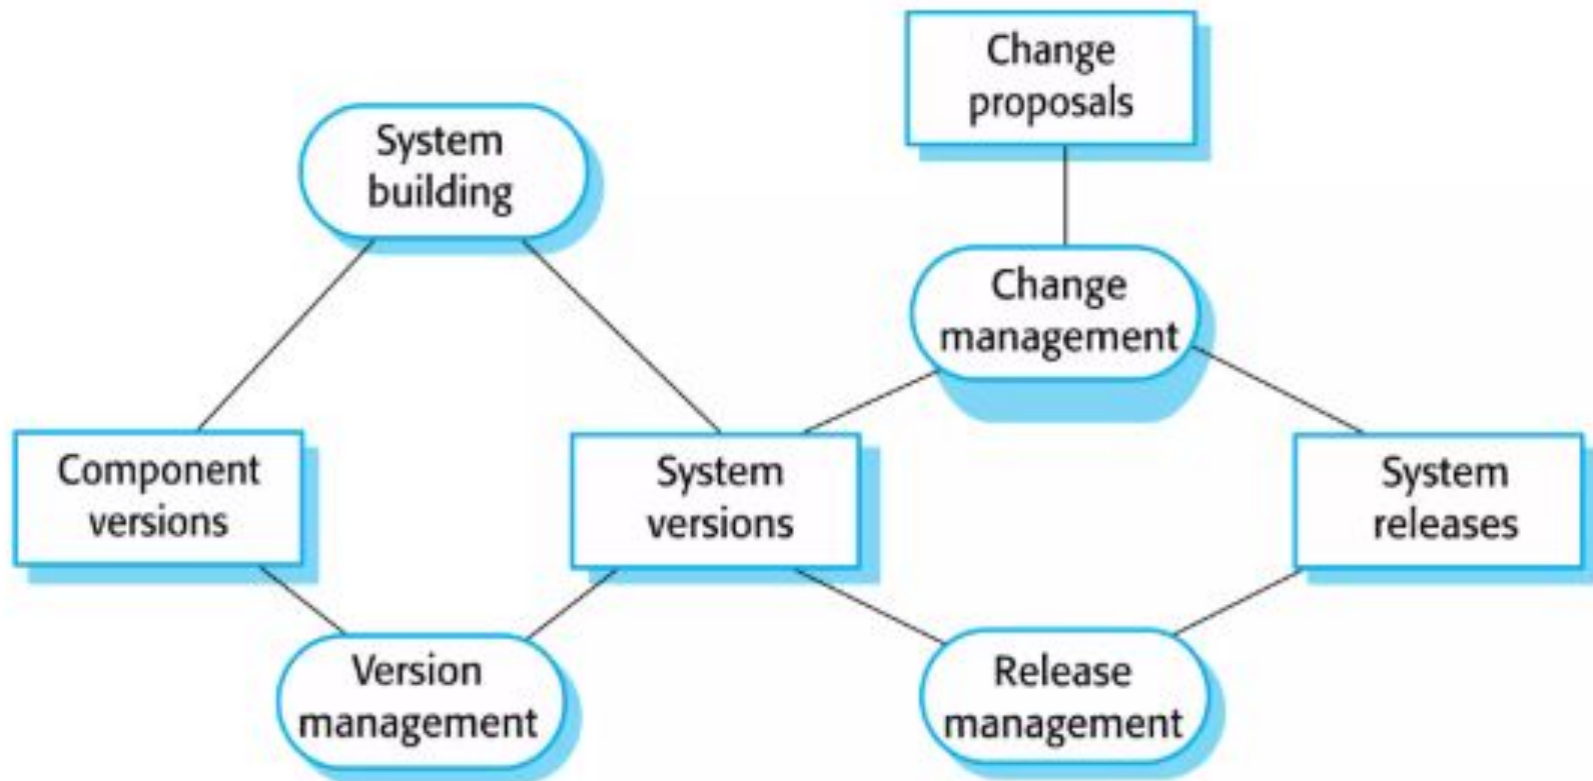 Change
proposals
System
building
Change
management
Component
versions
System
versions
System
releases
Version
management
Release
management